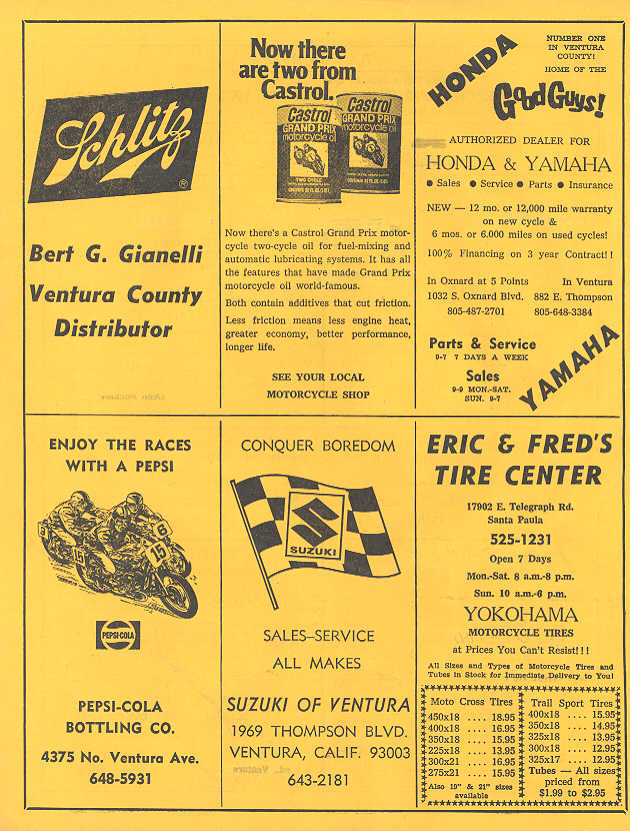 Schlitz
®
Bert G. Gianelli
Ventura County
Distributor
Now there
are two from
Castrol.
Castrol
GRAND PRIX
motorcycle oil
TWO CYCLE
Castrol
GRAND PRIX
motorcycle oil
Now there's a Castrol Grand Prix motor-
cycle two-cycle oil for fuel-mixing and
automatic lubricating systems. It has all
the features that have made Grand Prix
motorcycle oil world-famous.
Both contain additives that cut friction.
Less friction means less engine heat,
greater economy, better performance,
longer life.
SEE YOUR LOCAL
MOTORCYCLE SHOP
HONDA
NUMBER ONE
IN VENTURA
COUNTY!
HOME OF THE
Good Guys!
AUTHORIZED DEALER FOR
HONDA & YAMAHA
• Sales • Service • Parts • Insurance
NEW — 12 mo. or 12,000 mile warranty
on new cycle &
6 mos. or 6.000 miles on used cycles!
100% Financing on 3 year Contract!!
In Oxnard at 5 Points
1032 S. Oxnard Blvd.
805-487-2701
In Ventura
882 E. Thompson
805-648-3384
Parts & Service
9-7 7 DAYS A WEEK
Sales
9-9 MON.-SAT.
SUN. 9-7
YAMAHA
ENJOY THE RACES
WITH A PEPSI
6
15
15
PEPSI-COLA
PEPSI-COLA
BOTTLING CO.
4375 No. Ventura Ave.
648-5931
CONQUER BOREDOM
SUZUKI
SALES–SERVICE
ALL MAKES
SUZUKI OF VENTURA
1969 THOMPSON BLVD.
VENTURA, CALIF. 93003
643-2181
ERIC & FRED'S
TIRE CENTER
17902 E. Telegraph Rd.
Santa Paula
525-1231
Open 7 Days
Mon.-Sat. 8 a.m.-8 p.m.
Sun. 10 a.m.-6 p.m.
YOKOHAMA
MOTORCYCLE TIRES
at Prices You Can't Resist!!!
All Sizes and Types of Motorcycle Tires and
Tubes in Stock for Immediate Delivery to You!
Moto Cross Tires
450x18 .... 18.95
400x18 .... 16.95
350x18 .... 15.95
225x18 .... 13.95
300x21 .... 16.95
275x21 .... 15.95
Also 19" & 21" sizes
available
Trail Sport Tires
400x18 .... 15.95
350x18 .... 14.95
325x18 .... 13.95
300x18 .... 12.95
325x17 .... 12.95
Tubes — All sizes
priced from
$1.99 to $2.95